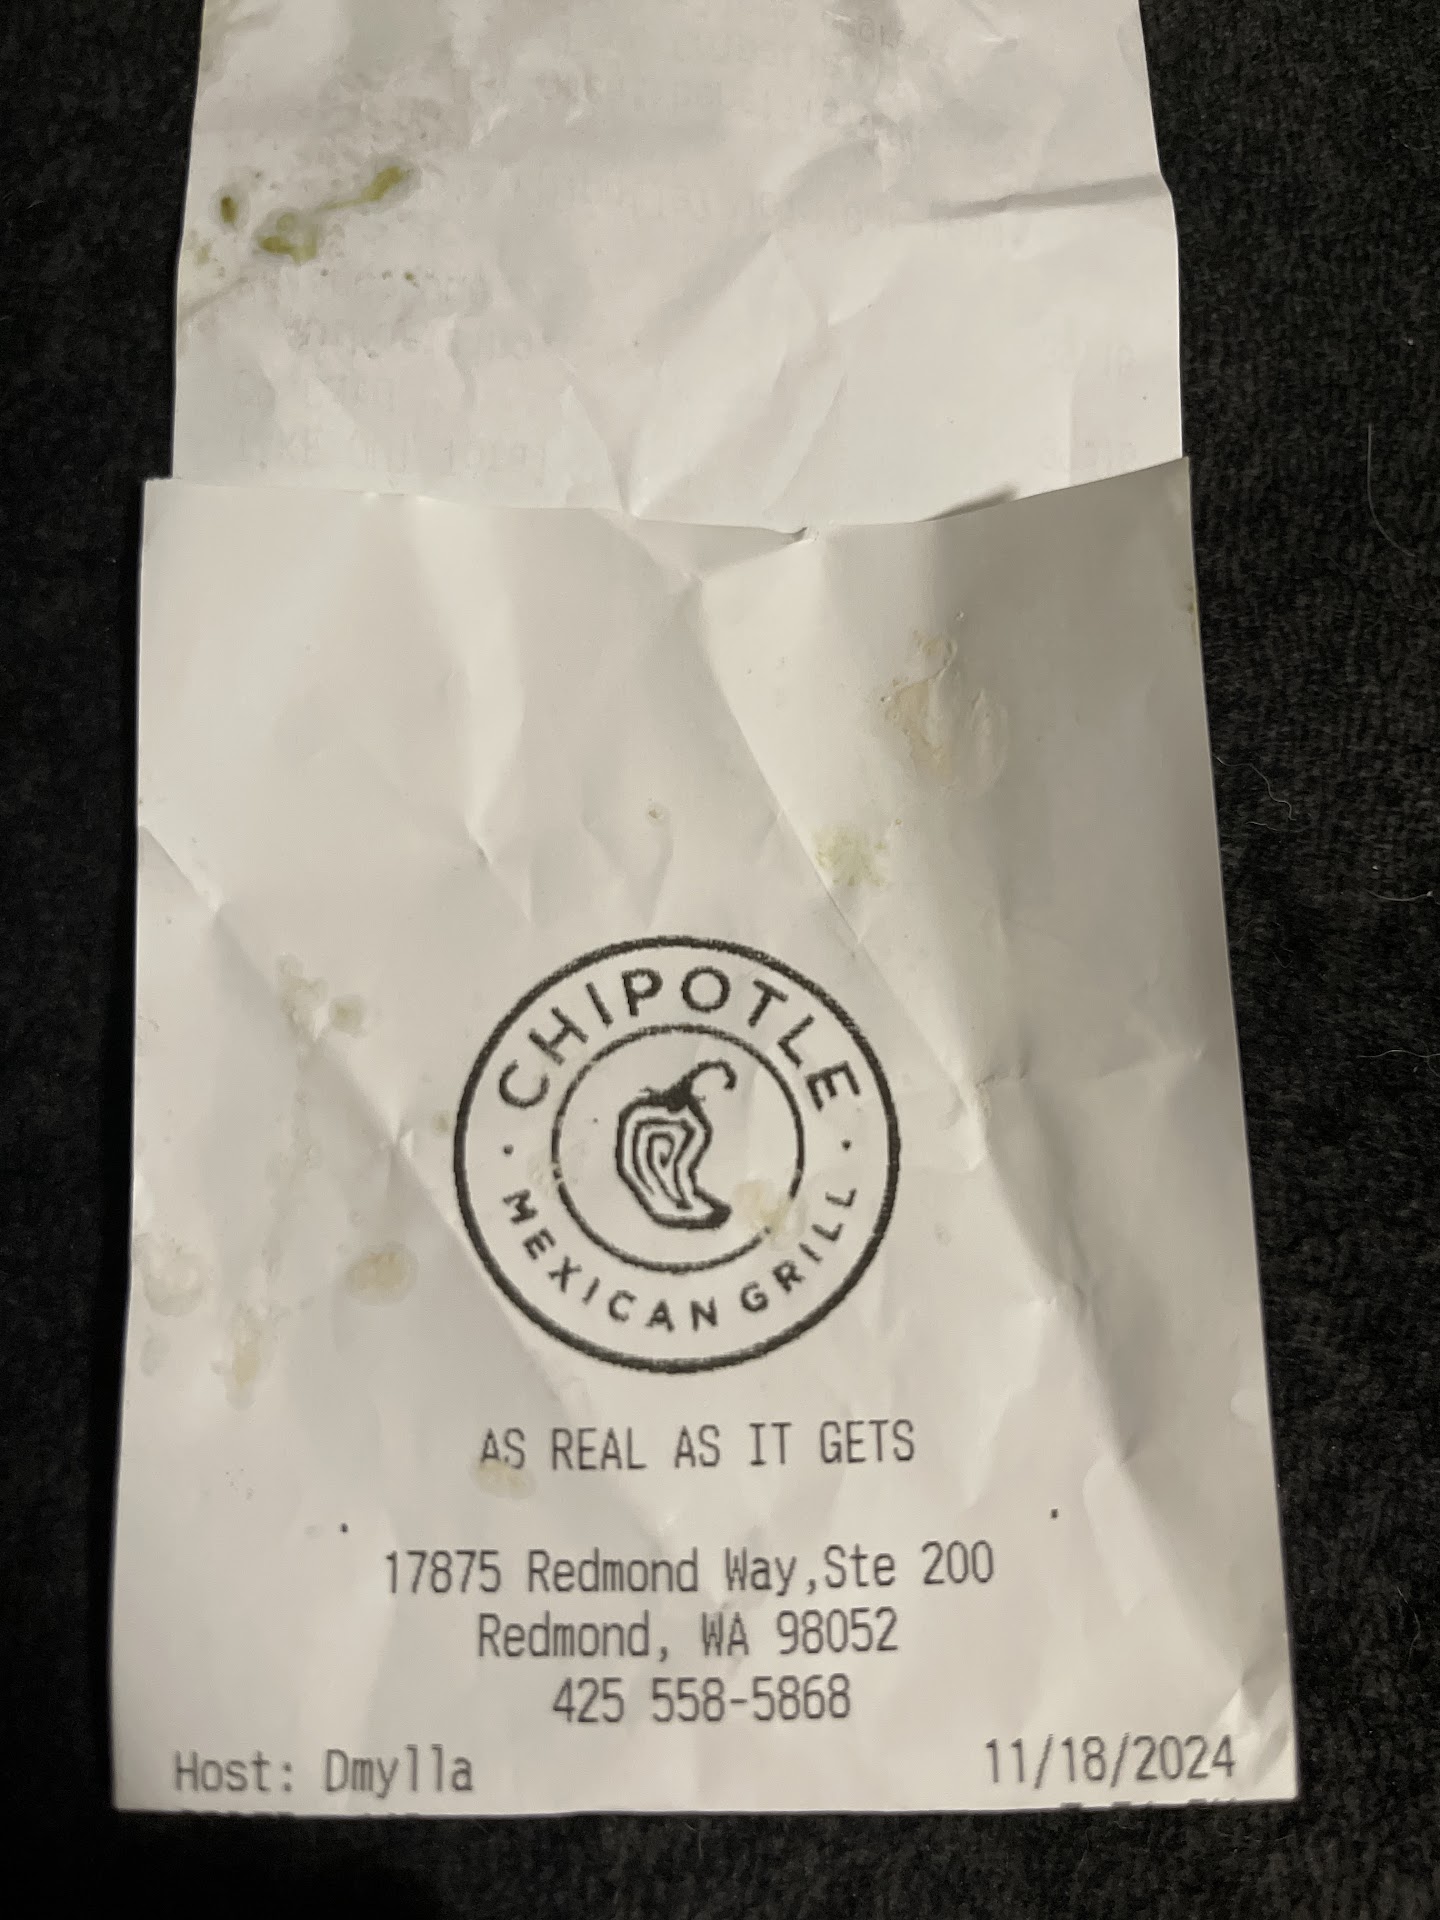 CHIPOTLE
MEXICAN GRILL
AS REAL AS IT GETS
17875 Redmond Way,Ste 200
Redmond, WA 98052
425 558-5868
Host: Dmylla 11/18/2024